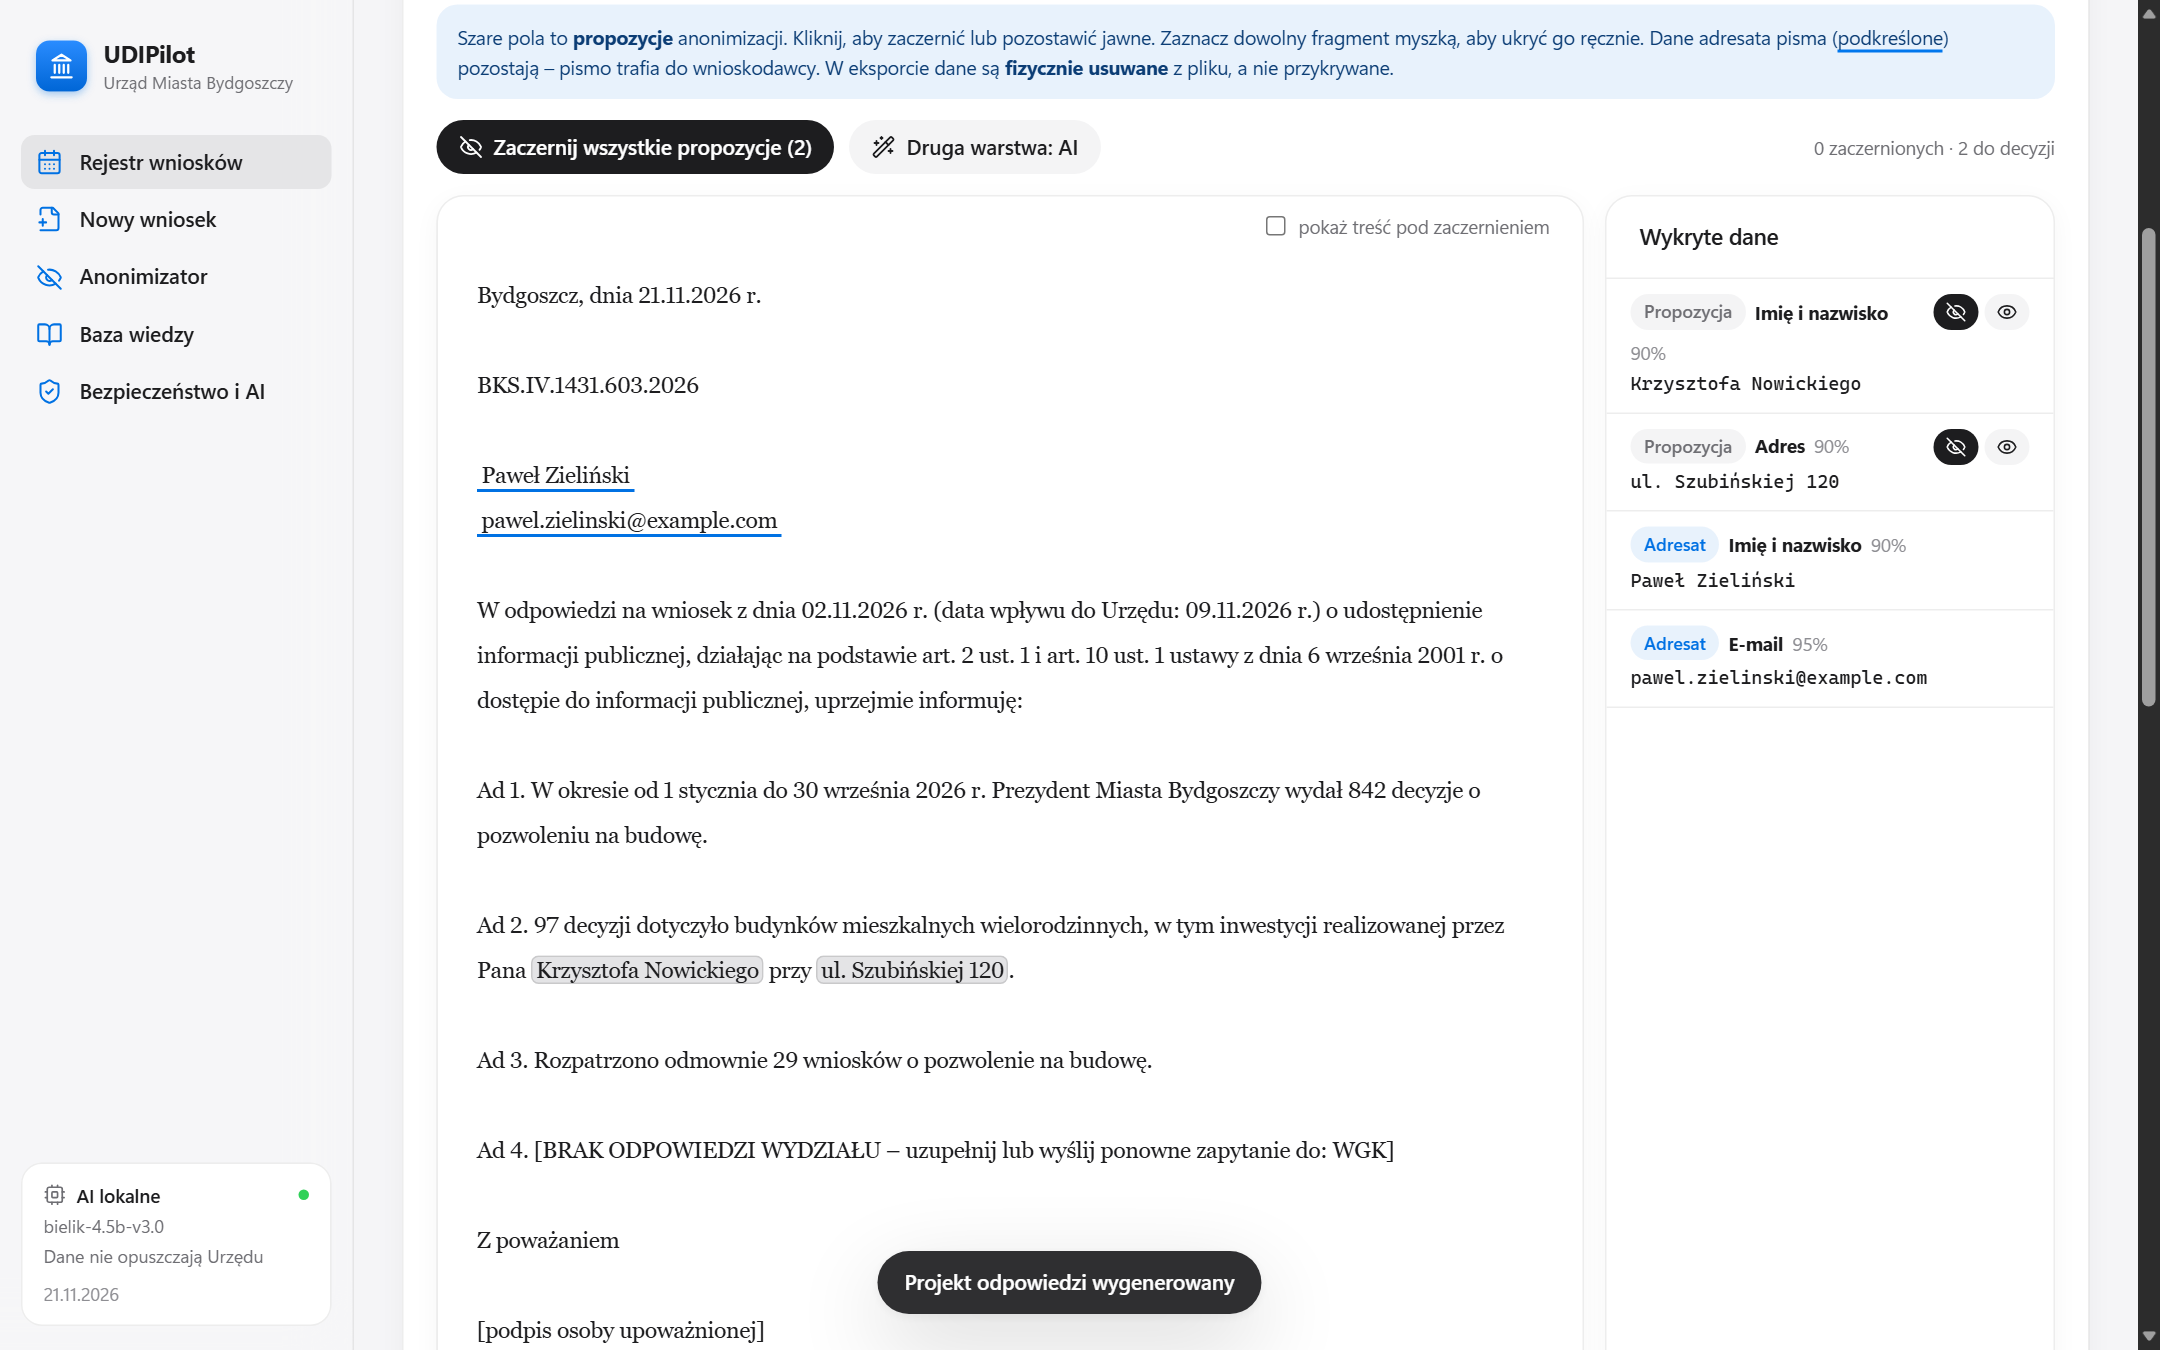 UDIPilot
Urząd Miasta Bydgoszczy
Rejestr wniosków
Nowy wniosek
Anonimizator
Baza wiedzy
Bezpieczeństwo i AI
AI lokalne
bielik-4.5b-v3.0
Dane nie opuszczają Urzędu
21.11.2026
Szare pola to propozycje anonimizacji. Kliknij, aby zaczernić lub pozostawić jawne. Zaznacz dowolny fragment myszką, aby ukryć go ręcznie. Dane adresata pisma (podkreślone)
pozostają – pismo trafia do wnioskodawcy. W eksporcie dane są fizycznie usuwane z pliku, a nie przykrywane.
Zaczernij wszystkie propozycje (2)
Druga warstwa: AI
0 zaczernionych · 2 do decyzji
pokaż treść pod zaczernieniem
Bydgoszcz, dnia 21.11.2026 r.
BKS.IV.1431.603.2026
Paweł Zieliński
pawel.zielinski@example.com
W odpowiedzi na wniosek z dnia 02.11.2026 r. (data wpływu do Urzędu: 09.11.2026 r.) o udostępnienie
informacji publicznej, działając na podstawie art. 2 ust. 1 i art. 10 ust. 1 ustawy z dnia 6 września 2001 r. o
dostępie do informacji publicznej, uprzejmie informuję:
Ad 1. W okresie od 1 stycznia do 30 września 2026 r. Prezydent Miasta Bydgoszczy wydał 842 decyzje o
pozwoleniu na budowę.
Ad 2. 97 decyzji dotyczyło budynków mieszkalnych wielorodzinnych, w tym inwestycji realizowanej przez
Pana Krzysztofa Nowickiego przy ul. Szubińskiej 120.
Ad 3. Rozpatrzono odmownie 29 wniosków o pozwolenie na budowę.
Ad 4. [BRAK ODPOWIEDZI WYDZIAŁU – uzupełnij lub wyślij ponowne zapytanie do: WGK]
Z poważaniem
[podpis osoby upoważnionej]
Projekt odpowiedzi wygenerowany
Wykryte dane
Propozycja Imię i nazwisko
90%
Krzysztofa Nowickiego
Propozycja Adres 90%
ul. Szubińskiej 120
Adresat Imię i nazwisko 90%
Paweł Zieliński
Adresat E-mail 95%
pawel.zielinski@example.com